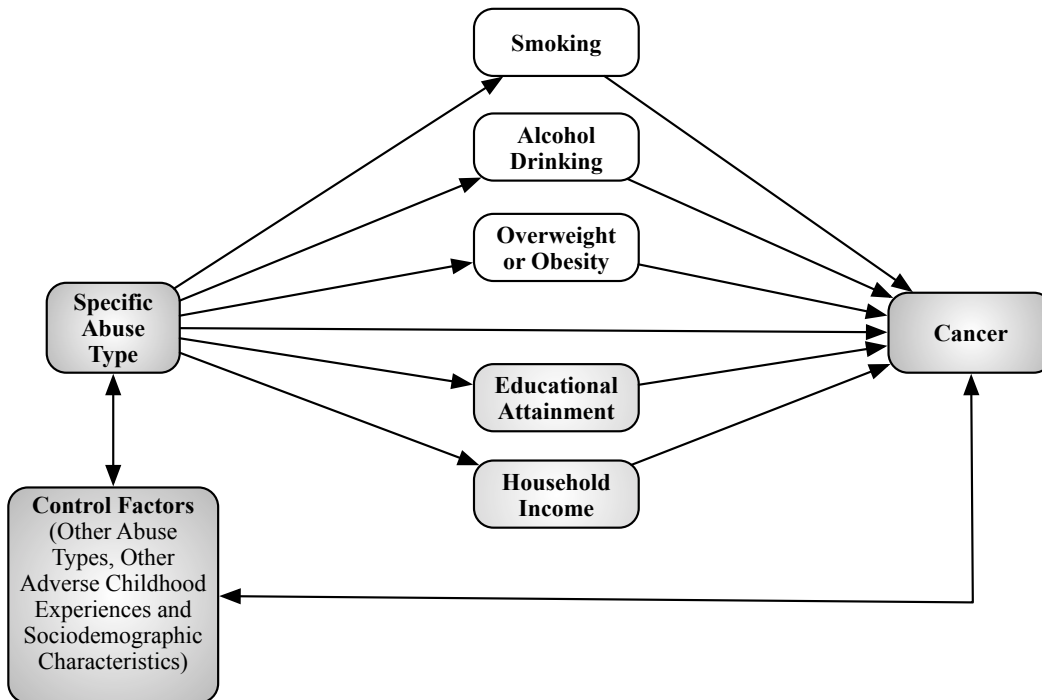 Smoking
Alcohol
Drinking
Overweight
or Obesity
Specific
Abuse
Type
Cancer
Educational
Attainment
Household
Income
Control Factors
(Other Abuse
Types, Other
Adverse Childhood
Experiences and
Sociodemographic
Characteristics)